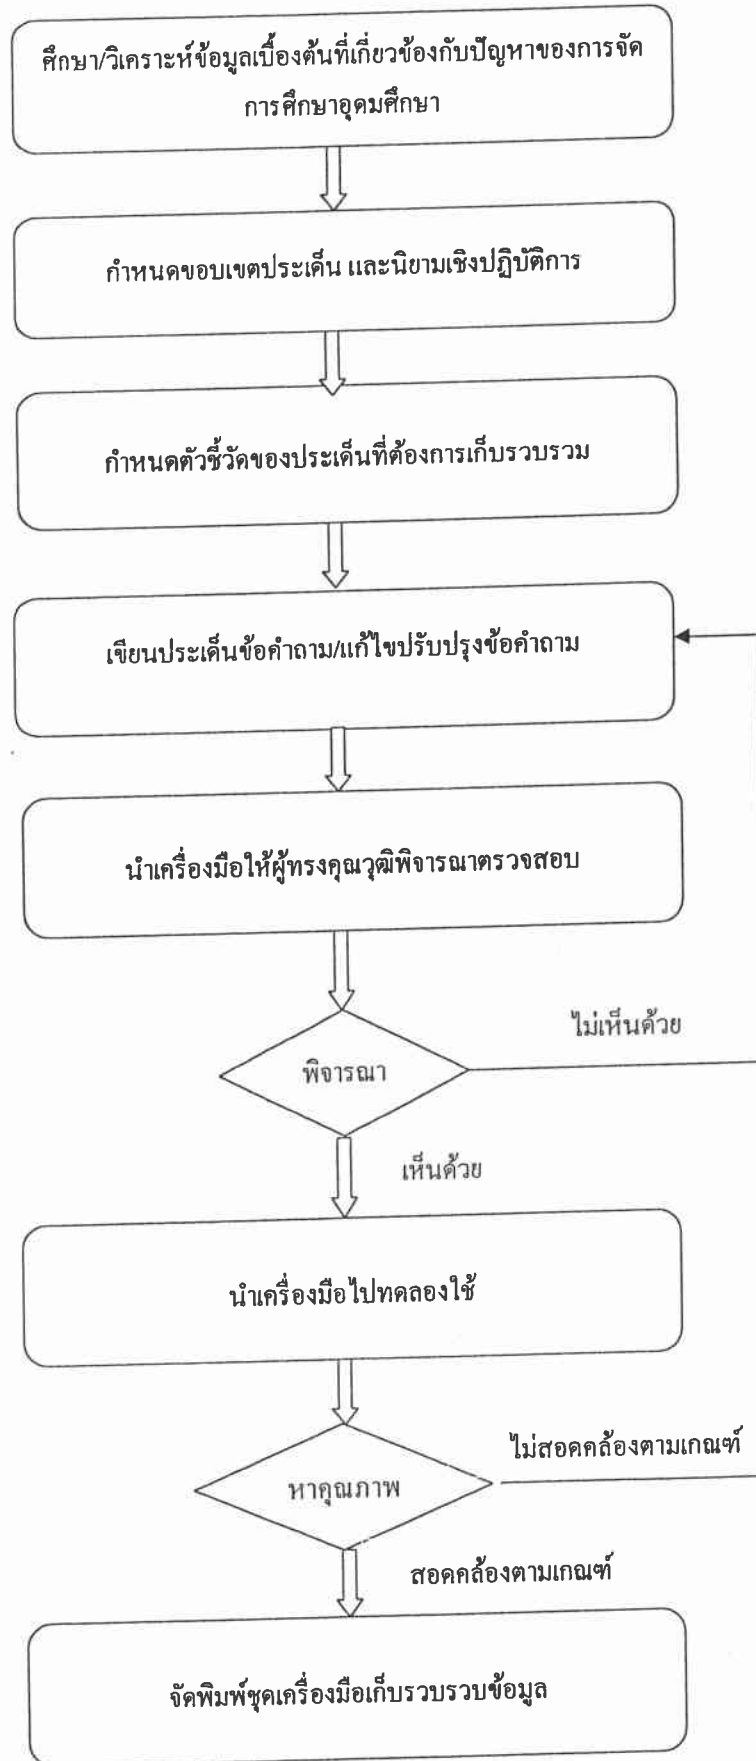 ศึกษา/วิเคราะห์ข้อมูลเบื้องต้นที่เกี่ยวข้องกับปัญหาของการจัด
การศึกษาอุดมศึกษา
กำหนดขอบเขตประเด็น และนิยามเชิงปฏิบัติการ
กำหนดตัวชี้วัดของประเด็นที่ต้องการเก็บรวบรวม
เขียนประเด็นข้อคำถาม/แก้ไขปรับปรุงข้อคำถาม
นำเครื่องมือให้ผู้ทรงคุณวุฒิพิจารณาตรวจสอบ
ไม่เห็นด้วย
พิจารณา
เห็นด้วย
นำเครื่องมือไปทดลองใช้
ไม่สอดคล้องตามเกณฑ์
หาคุณภาพ
สอดคล้องตามเกณฑ์
จัดพิมพ์ชุดเครื่องมือเก็บรวบรวบข้อมูล